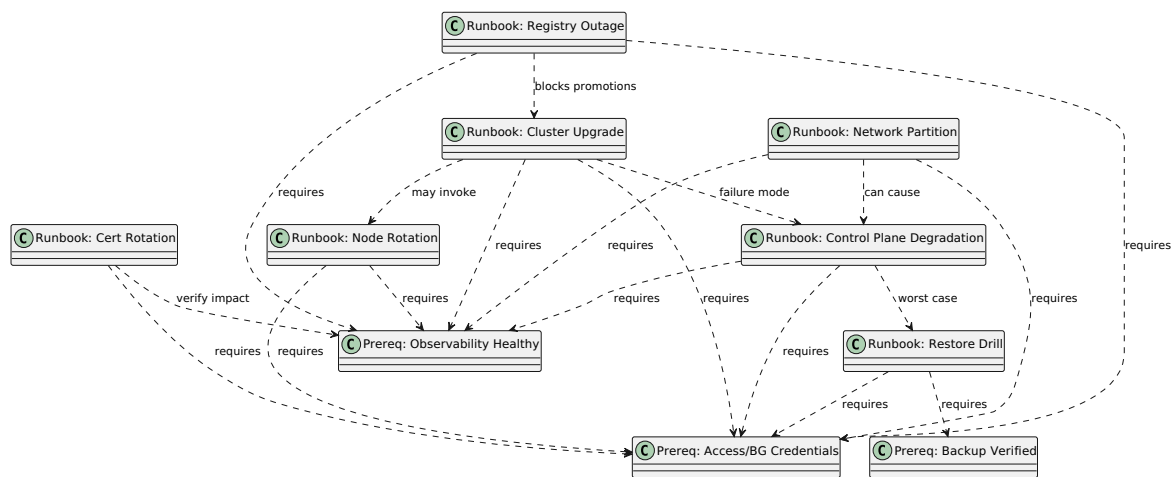 C Runbook: Registry Outage
blocks promotions
C Runbook: Cluster Upgrade
C Runbook: Network Partition
requires
may invoke
failure mode
can cause
requires
requires
requires
C Runbook: Cert Rotation
C Runbook: Node Rotation
C Runbook: Control Plane Degradation
verify impact
requires
requires
requires
worst case
requires
C Prereq: Observability Healthy
C Runbook: Restore Drill
requires
requires
requires
requires
requires
C Prereq: Access/BG Credentials
C Prereq: Backup Verified